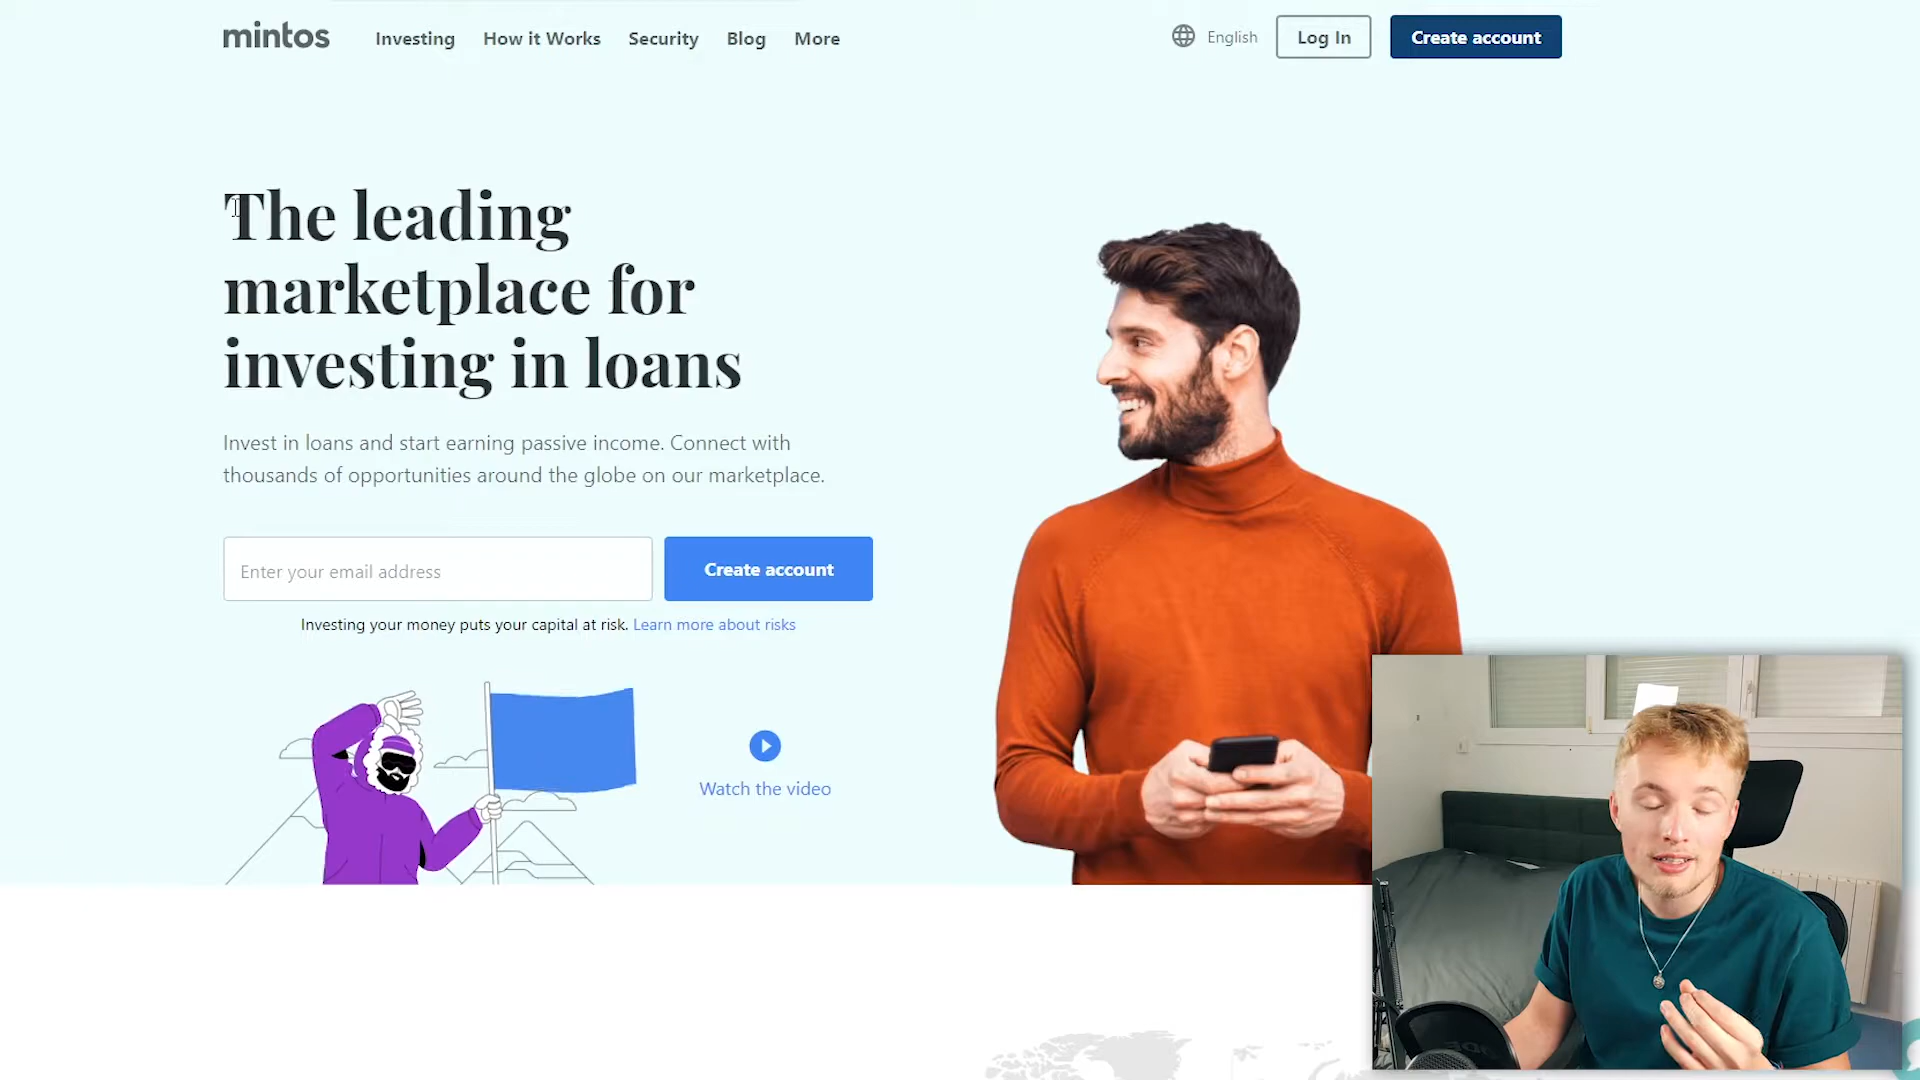 mintos
Investing
How it Works
Security
Blog
More
English
Log In
Create account
The leading
marketplace for
investing in loans
Invest in loans and start earning passive income. Connect with
thousands of opportunities around the globe on our marketplace.
Enter your email address
Create account
Investing your money puts your capital at risk. Learn more about risks
Watch the video